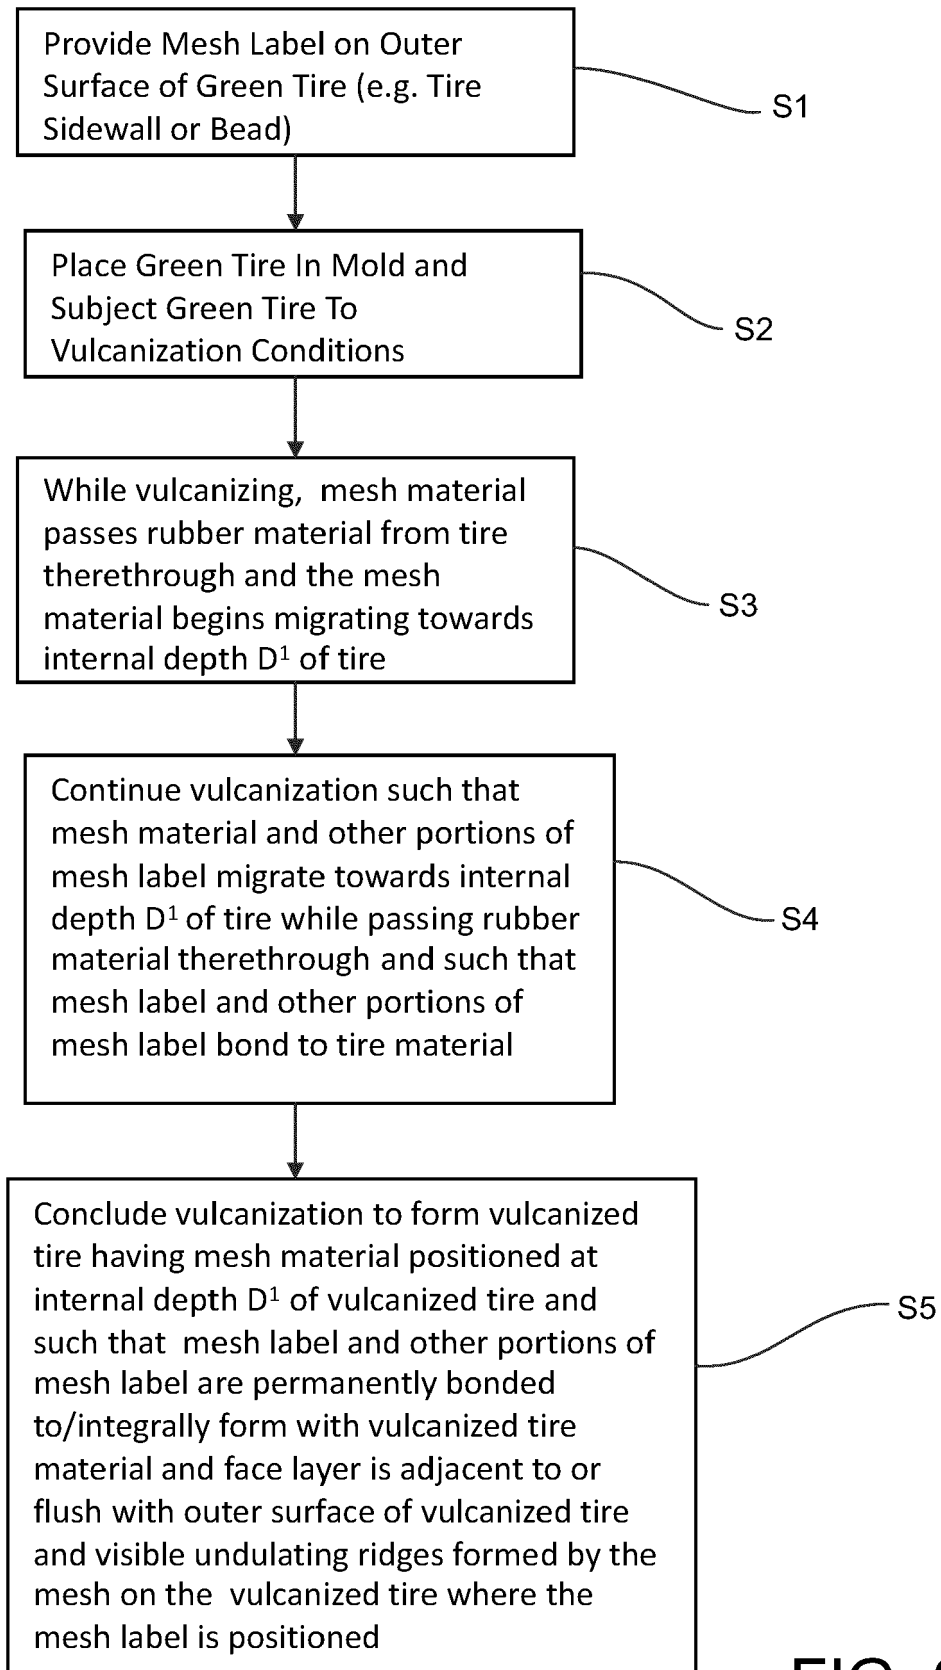 Provide Mesh Label on Outer
Surface of Green Tire (e.g. Tire
Sidewall or Bead)
S1
Place Green Tire In Mold and
Subject Green Tire To
Vulcanization Conditions
S2
While vulcanizing,  mesh material
passes rubber material from tire
therethrough and the mesh
material begins migrating towards
internal depth D¹ of tire
S3
Continue vulcanization such that
mesh material and other portions of
mesh label migrate towards internal
depth D¹ of tire while passing rubber
material therethrough and such that
mesh label and other portions of
mesh label bond to tire material
S4
Conclude vulcanization to form vulcanized
tire having mesh material positioned at
internal depth D¹ of vulcanized tire and
such that  mesh label and other portions of
mesh label are permanently bonded
to/integrally form with vulcanized tire
material and face layer is adjacent to or
flush with outer surface of vulcanized tire
and visible undulating ridges formed by the
mesh on the  vulcanized tire where the
mesh label is positioned
S5
FIG.